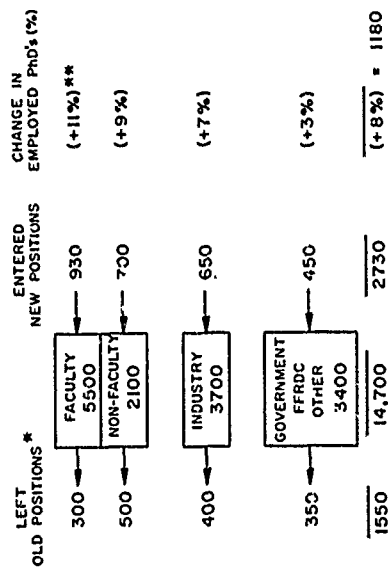 LEFT
OLD POSITIONS*
ENTERED
NEW POSITIONS
CHANGE IN
EMPLOYED PhD's (%)
300
FACULTY
5500
930
(+11%)**
500
NON-FACULTY
2100
700
(+9%)
400
INDUSTRY
3700
650
(+7%)
350
GOVERNMENT
FFRDC
OTHER
3400
450
(+3%)
1550
14,700
2730
(+8%) = 1180